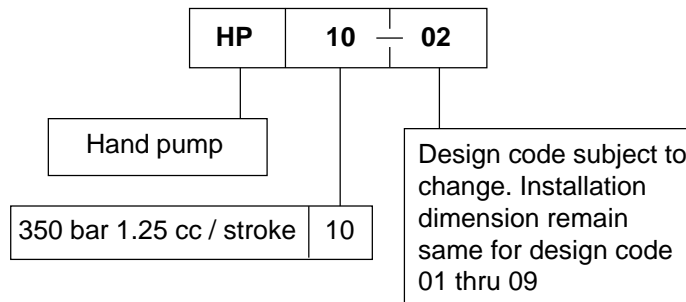 HP 10 — 02
Hand pump
350 bar 1.25 cc / stroke 10
Design code subject to
change. Installation
dimension remain
same for design code
01 thru 09